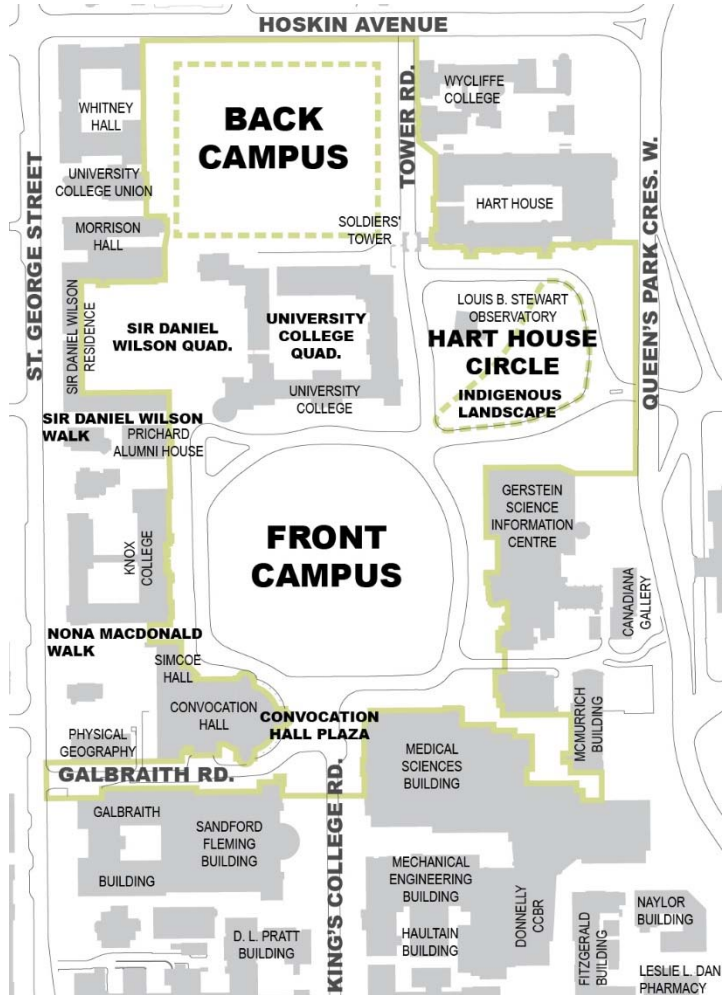 HOSKIN AVENUE
WHITNEY
HALL
BACK
CAMPUS
TOWER RD.
WYCLIFFE
COLLEGE
UNIVERSITY
COLLEGE UNION
MORRISON
HALL
SOLDIERS'
TOWER
HART HOUSE
ST. GEORGE STREET
QUEEN'S PARK CRES. W.
SIR DANIEL WILSON
RESIDENCE
SIR DANIEL
WILSON QUAD.
UNIVERSITY
COLLEGE
QUAD.
UNIVERSITY
COLLEGE
LOUIS B. STEWART
OBSERVATORY
HART HOUSE
CIRCLE
INDIGENOUS
LANDSCAPE
SIR DANIEL WILSON
WALK
PRICHARD
ALUMNI HOUSE
KNOX
COLLEGE
FRONT
CAMPUS
GERSTEIN
SCIENCE
INFORMATION
CENTRE
CANADIANA
GALLERY
NONA MACDONALD
WALK
SIMCOE
HALL
CONVOCATION
HALL
CONVOCATION
HALL PLAZA
PHYSICAL
GEOGRAPHY
GALBRAITH RD.
MEDICAL
SCIENCES
BUILDING
MCMURRICH
BUILDING
GALBRAITH
BUILDING
SANDFORD
FLEMING
BUILDING
KING'S COLLEGE RD.
MECHANICAL
ENGINEERING
BUILDING
HAULTAIN
BUILDING
DONNELLY
CCBR
D. L. PRATT
BUILDING
FITZGERALD
BUILDING
NAYLOR
BUILDING
LESLIE L. DAN
PHARMACY